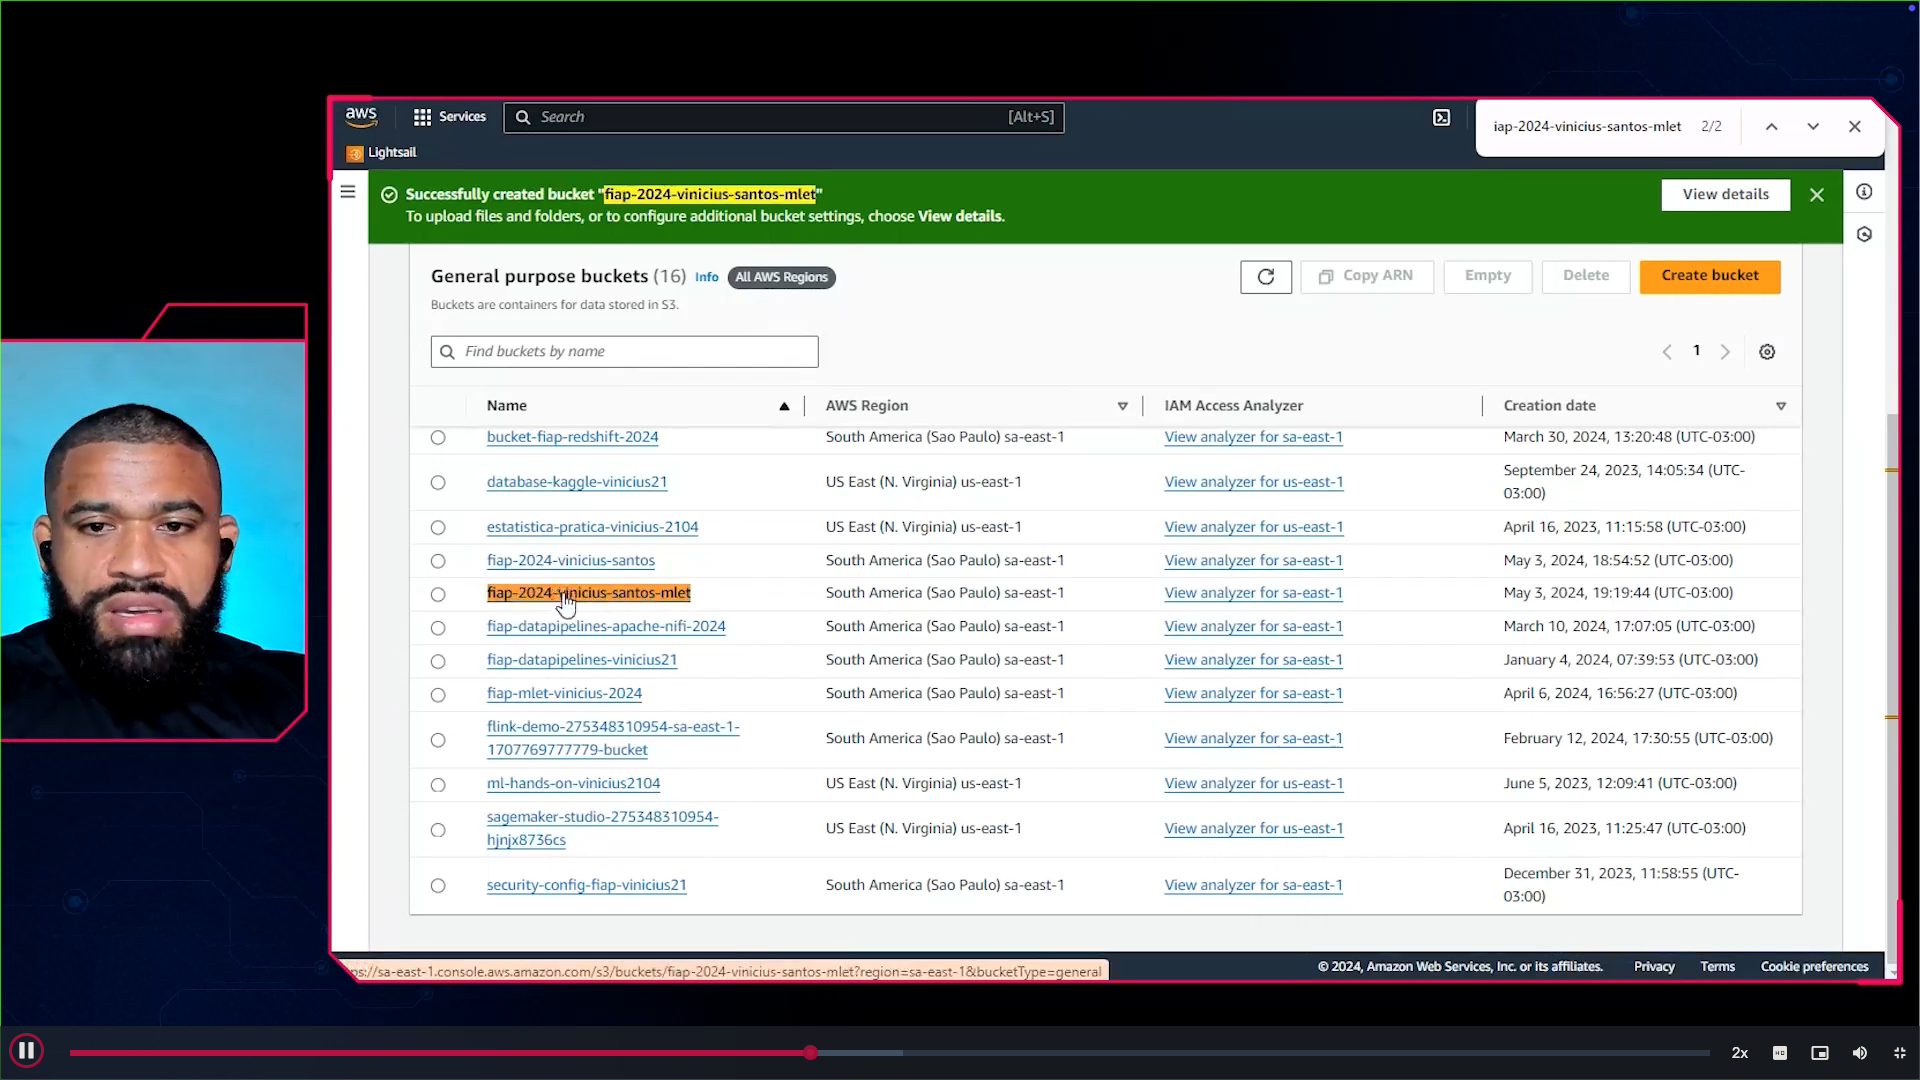 aws
Services
Search
[Alt+S]
iap-2024-vinicius-santos-mlet
2/2
Lightsail
Successfully created bucket "fiap-2024-vinicius-santos-mlet"
To upload files and folders, or to configure additional bucket settings, choose View details.
View details
General purpose buckets (16)
Info
All AWS Regions
Copy ARN
Empty
Delete
Create bucket
Buckets are containers for data stored in S3.
Find buckets by name
1
Name
AWS Region
IAM Access Analyzer
Creation date
bucket-fiap-redshift-2024
South America (Sao Paulo) sa-east-1
View analyzer for sa-east-1
March 30, 2024, 13:20:48 (UTC-03:00)
database-kaggle-vinicius21
US East (N. Virginia) us-east-1
View analyzer for us-east-1
September 24, 2023, 14:05:34 (UTC-
03:00)
estatistica-pratica-vinicius-2104
US East (N. Virginia) us-east-1
View analyzer for us-east-1
April 16, 2023, 11:15:58 (UTC-03:00)
fiap-2024-vinicius-santos
South America (Sao Paulo) sa-east-1
View analyzer for sa-east-1
May 3, 2024, 18:54:52 (UTC-03:00)
fiap-2024-vinicius-santos-mlet
South America (Sao Paulo) sa-east-1
View analyzer for sa-east-1
May 3, 2024, 19:19:44 (UTC-03:00)
fiap-datapipelines-apache-nifi-2024
South America (Sao Paulo) sa-east-1
View analyzer for sa-east-1
March 10, 2024, 17:07:05 (UTC-03:00)
fiap-datapipelines-vinicius21
South America (Sao Paulo) sa-east-1
View analyzer for sa-east-1
January 4, 2024, 07:39:53 (UTC-03:00)
fiap-mlet-vinicius-2024
South America (Sao Paulo) sa-east-1
View analyzer for sa-east-1
April 6, 2024, 16:56:27 (UTC-03:00)
flink-demo-275348310954-sa-east-1-
1707769777779-bucket
South America (Sao Paulo) sa-east-1
View analyzer for sa-east-1
February 12, 2024, 17:30:55 (UTC-03:00)
ml-hands-on-vinicius2104
US East (N. Virginia) us-east-1
View analyzer for us-east-1
June 5, 2023, 12:09:41 (UTC-03:00)
sagemaker-studio-275348310954-
hjnjx8736cs
US East (N. Virginia) us-east-1
View analyzer for us-east-1
April 16, 2023, 11:25:47 (UTC-03:00)
security-config-fiap-vinicius21
South America (Sao Paulo) sa-east-1
View analyzer for sa-east-1
December 31, 2023, 11:58:55 (UTC-
03:00)
ps://sa-east-1.console.aws.amazon.com/s3/buckets/fiap-2024-vinicius-santos-mlet?region=sa-east-1&bucketType=general
© 2024, Amazon Web Services, Inc. or its affiliates.
Privacy
Terms
Cookie preferences
2x